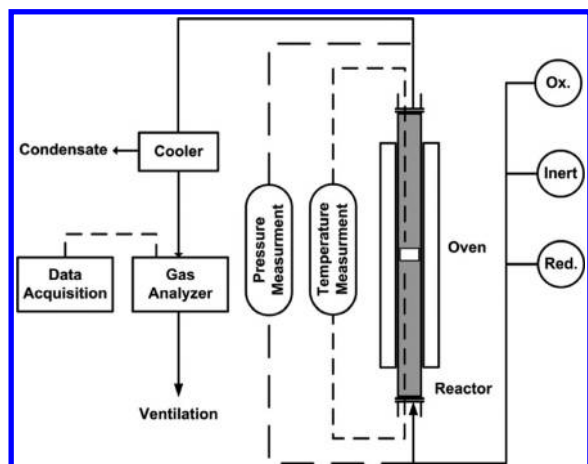 Ox.
Condensate
Cooler
Inert
Pressure
Measurment
Temperature
Measurment
Oven
Red.
Data
Acquisition
Gas
Analyzer
Reactor
Ventilation